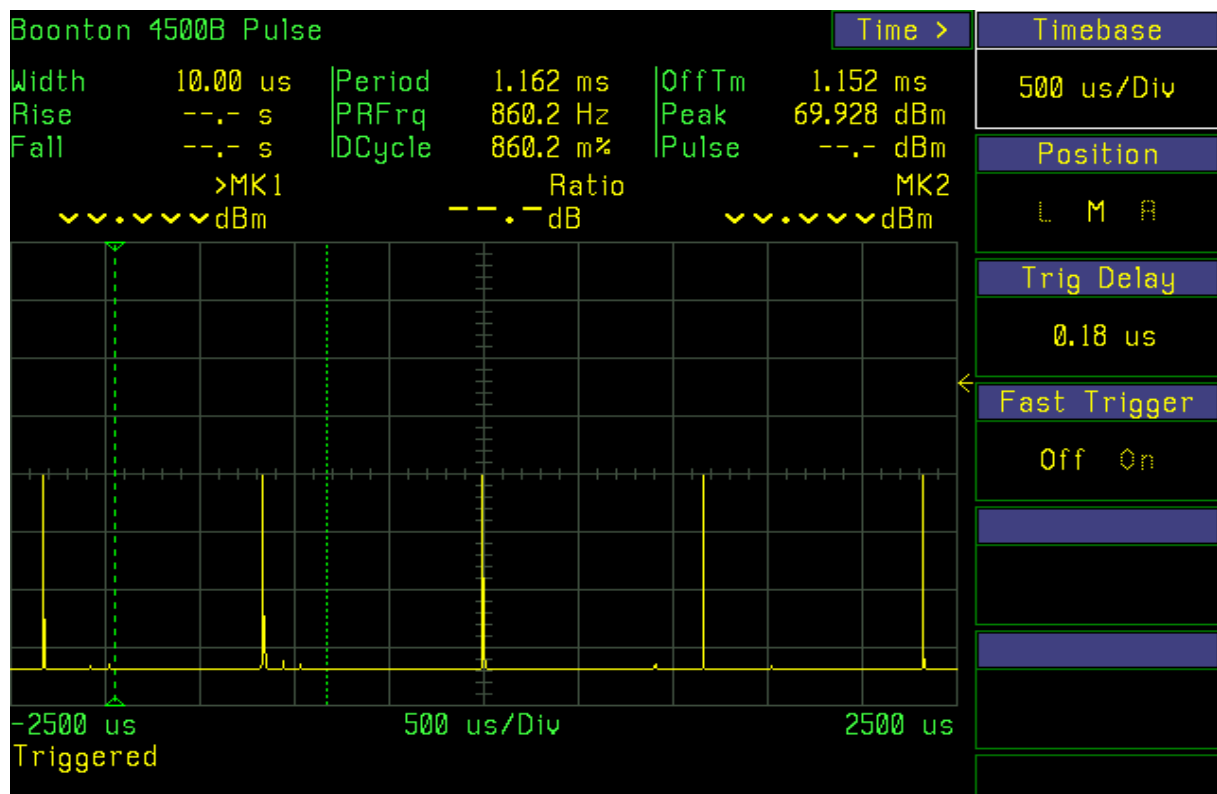 Boonton 4500B Pulse Time > Timebase
Width 10.00 us Period 1.162 ms OffTm 1.152 ms 500 us/Div
Rise --.- s PRFrq 860.2 Hz Peak 69.928 dBm
Fall --.- s DCycle 860.2 m% Pulse --.- dBm Position
>MK1 Ratio MK2
dBm --.- dB dBm L M A
Trig Delay
0.18 us
Fast Trigger
Off On
-2500 us 500 us/Div 2500 us
Triggered